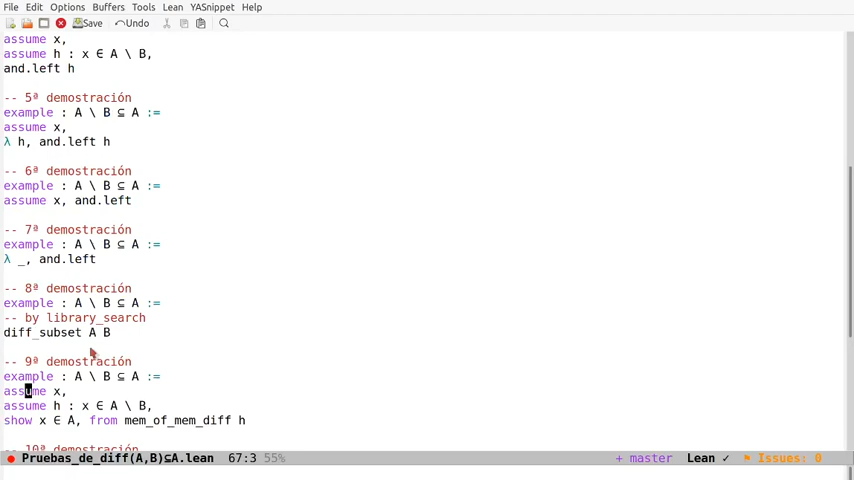 File Edit Options Buffers Tools Lean YASnippet Help
Save Undo
assume x,
assume h : x ∈ A \ B,
and.left h
-- 5ª demostración
example : A \ B ⊆ A :=
assume x,
λ h, and.left h
-- 6ª demostración
example : A \ B ⊆ A :=
assume x, and.left
-- 7ª demostración
example : A \ B ⊆ A :=
λ _, and.left
-- 8ª demostración
example : A \ B ⊆ A :=
-- by library_search
diff_subset A B
-- 9ª demostración
example : A \ B ⊆ A :=
assume x,
assume h : x ∈ A \ B,
show x ∈ A, from mem_of_mem_diff h
-- 10ª demostración
Pruebas_de_diff(A,B)⊆A.lean 67:3 55% + master Lean ✓ Issues: 0